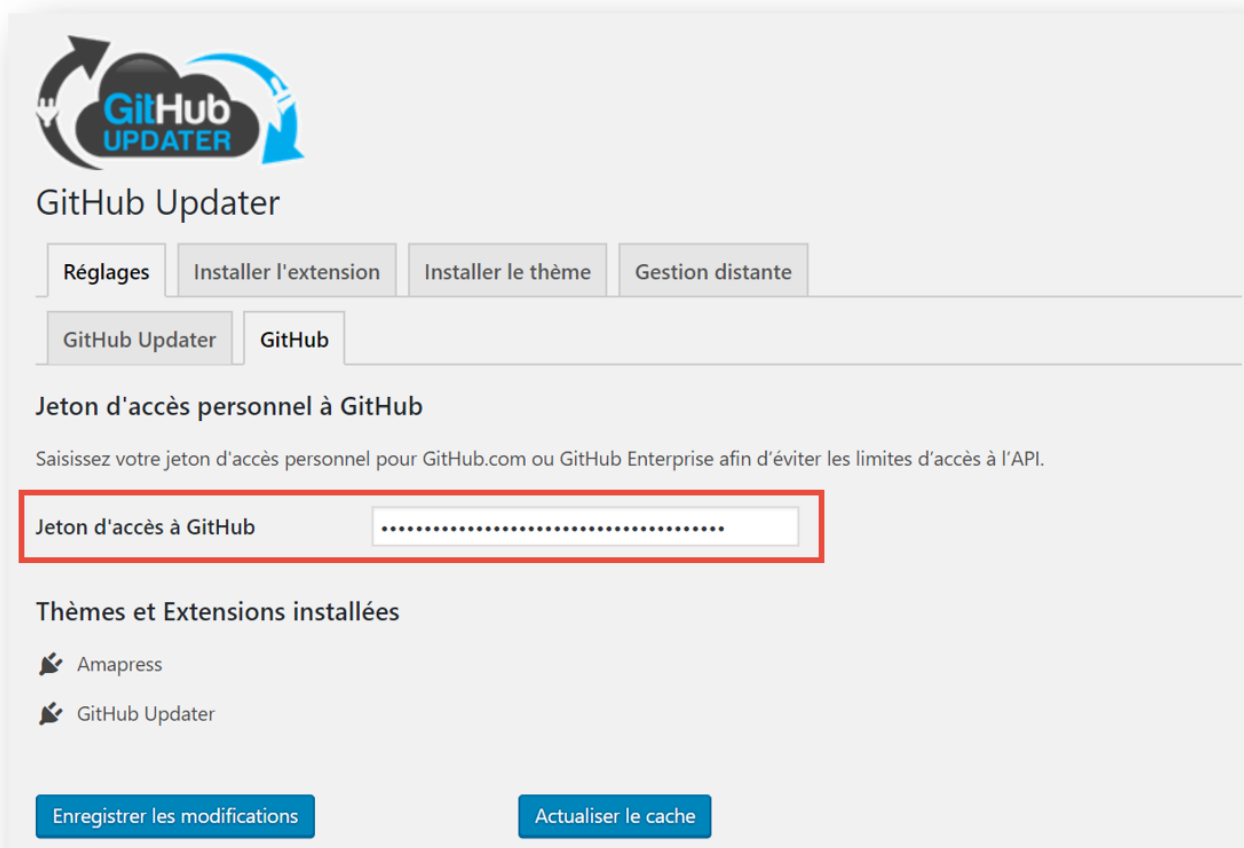 GitHub
UPDATER
GitHub Updater
Réglages Installer l'extension Installer le thème Gestion distante
GitHub Updater GitHub
Jeton d'accès personnel à GitHub
Saisissez votre jeton d'accès personnel pour GitHub.com ou GitHub Enterprise afin d’éviter les limites d’accès à l’API.
Jeton d'accès à GitHub ••••••••••••••••••••••••••••••••••••••••
Thèmes et Extensions installées
Amapress
GitHub Updater
Enregistrer les modifications Actualiser le cache